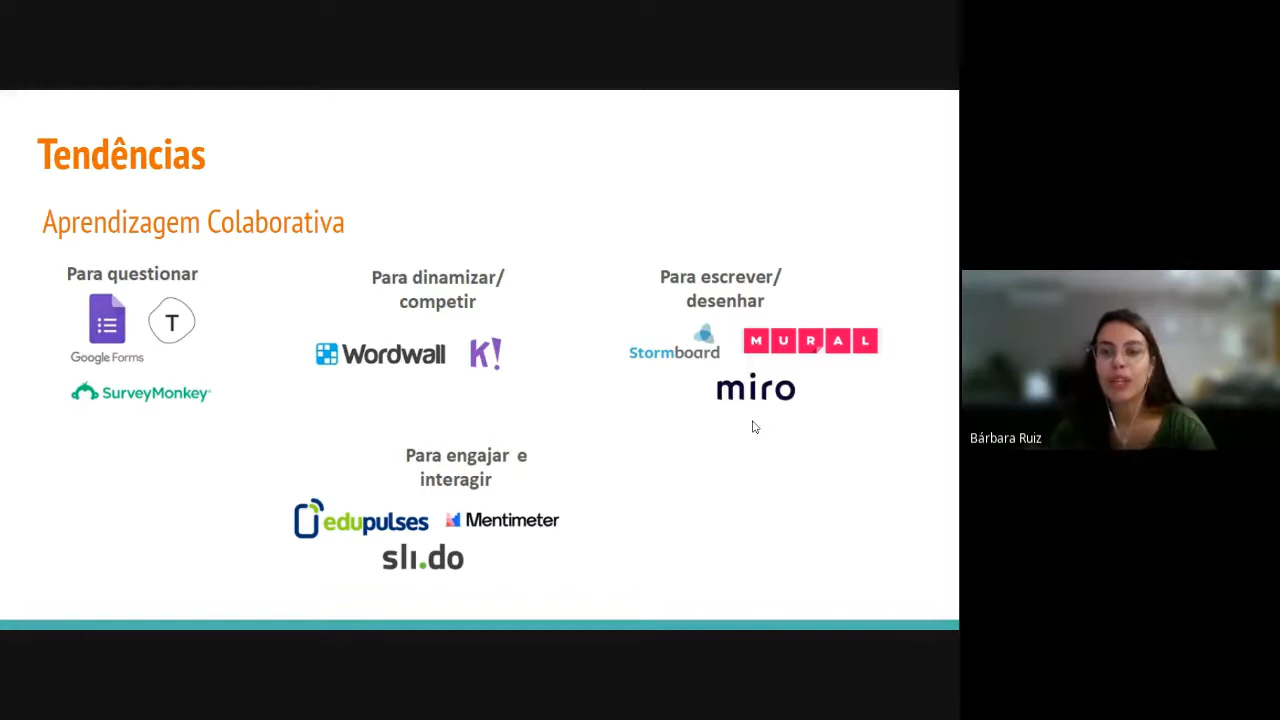 Tendências
Aprendizagem Colaborativa
Para questionar
T
Google Forms
SurveyMonkey
Para dinamizar/
competir
Wordwall K!
Para escrever/
desenhar
Stormboard MURAL
miro
Para engajar e
interagir
edupulses Mentimeter
sli.do
Bárbara Ruiz